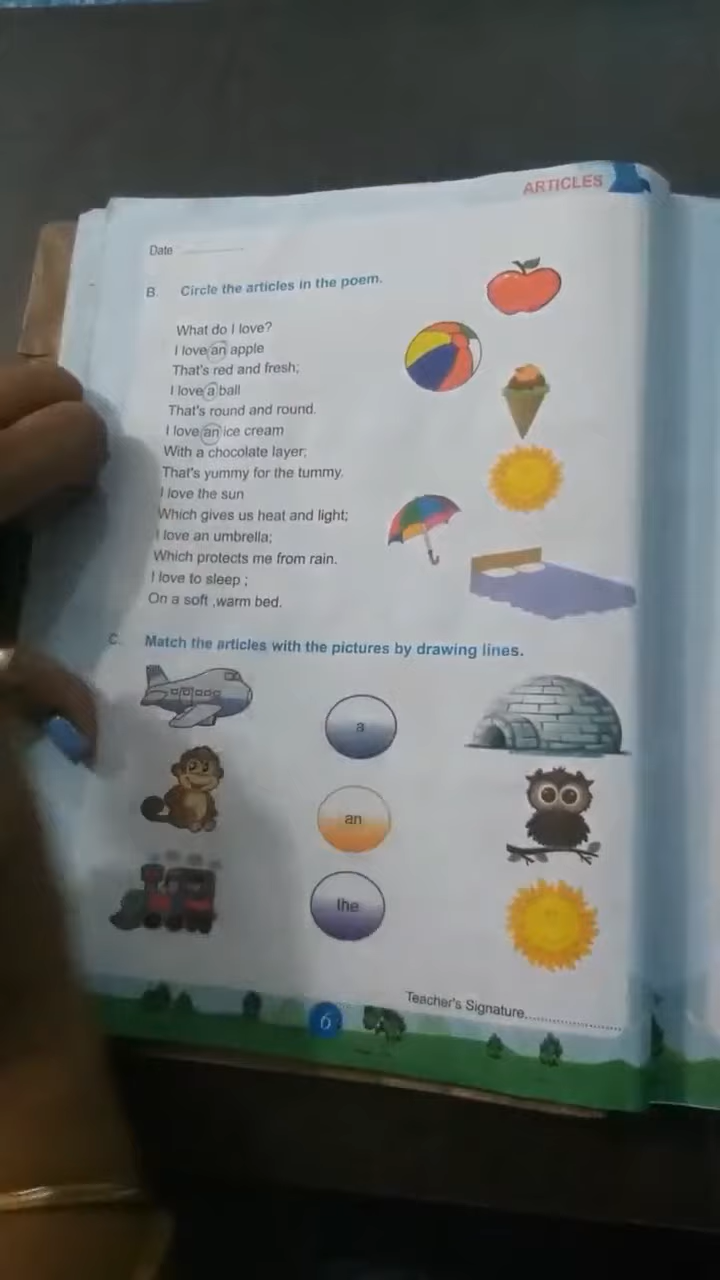 ARTICLES
Date
B. Circle the articles in the poem.
What do I love?
I love an apple
That's red and fresh;
I love a ball
That's round and round.
I love an ice cream
With a chocolate layer;
That's yummy for the tummy.
I love the sun
Which gives us heat and light;
I love an umbrella;
Which protects me from rain.
I love to sleep ;
On a soft ,warm bed.
C. Match the articles with the pictures by drawing lines.
a
an
the
Teacher's Signature
6